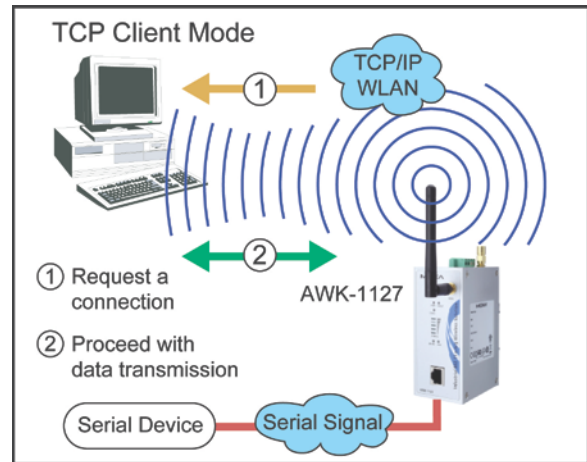 TCP Client Mode
TCP/IP
WLAN
1
2
AWK-1127
1 Request a
connection
2 Proceed with
data transmission
Serial Device
Serial Signal